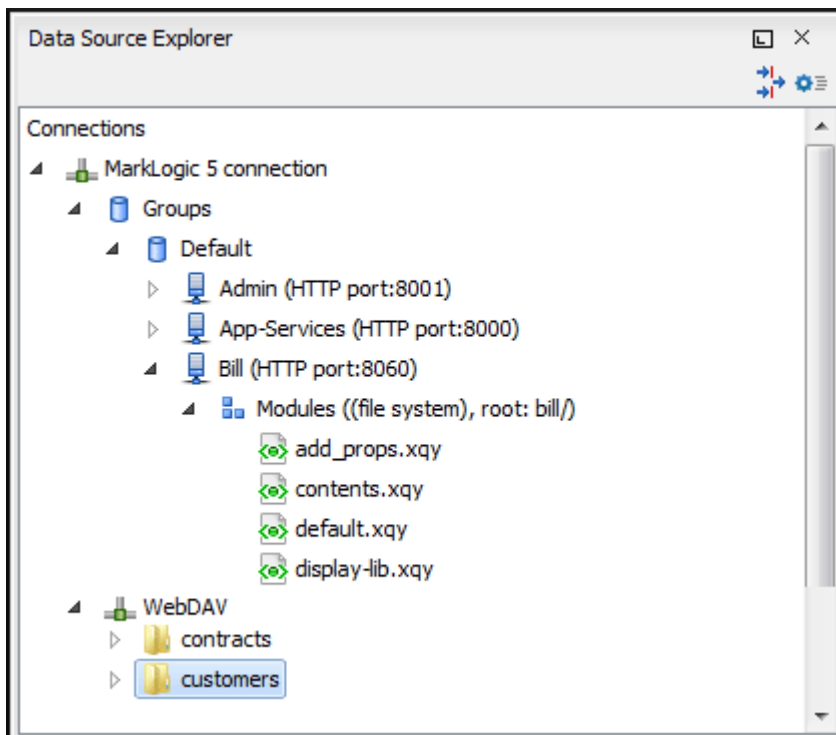 Data Source Explorer
Connections
MarkLogic 5 connection
Groups
Default
Admin (HTTP port:8001)
App-Services (HTTP port:8000)
Bill (HTTP port:8060)
Modules ((file system), root: bill/)
add_props.xqy
contents.xqy
default.xqy
display-lib.xqy
WebDAV
contracts
customers